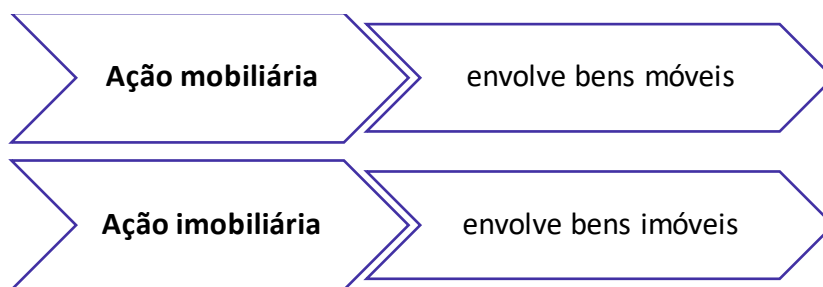 Ação mobiliária
envolve bens móveis
Ação imobiliária
envolve bens imóveis